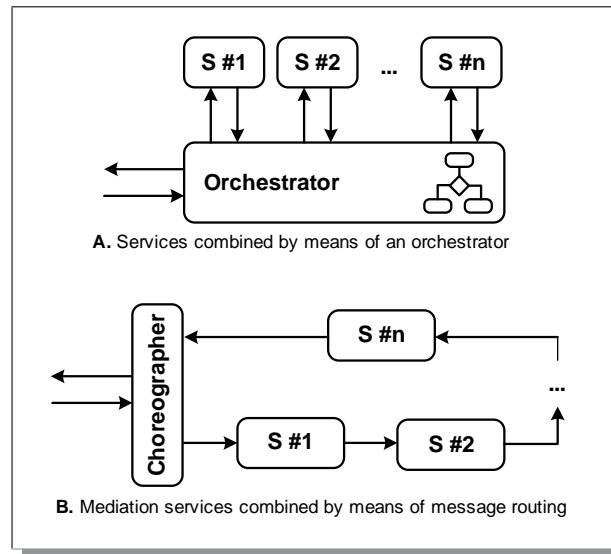 S #1 S #2 ... S #n
Orchestrator
A. Services combined by means of an orchestrator
S #n
Choreographer
...
S #1 S #2
B. Mediation services combined by means of message routing